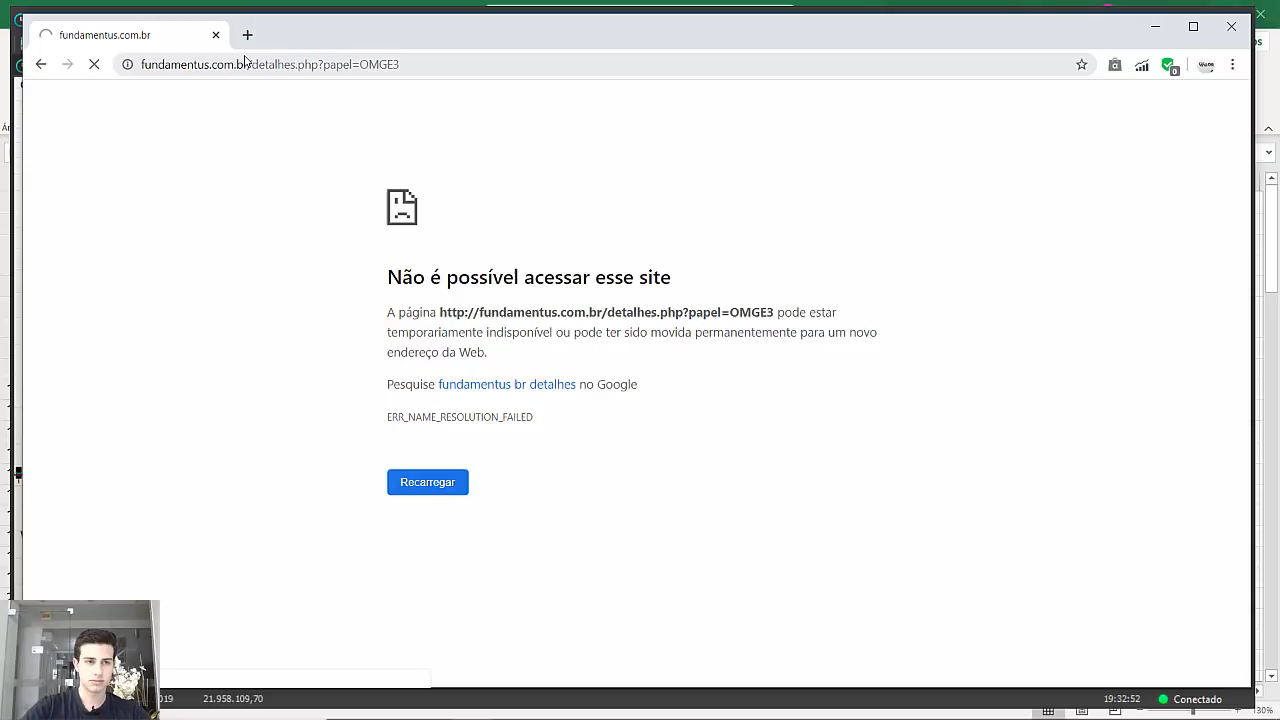 fundamentus.com.br
fundamentus.com.br/detalhes.php?papel=OMGE3
Não é possível acessar esse site
A página http://fundamentus.com.br/detalhes.php?papel=OMGE3 pode estar
temporariamente indisponível ou pode ter sido movida permanentemente para um novo
endereço da Web.
Pesquise fundamentus br detalhes no Google
ERR_NAME_RESOLUTION_FAILED
Recarregar
019 21.958.109,70 19:32:52 Conectado
30%